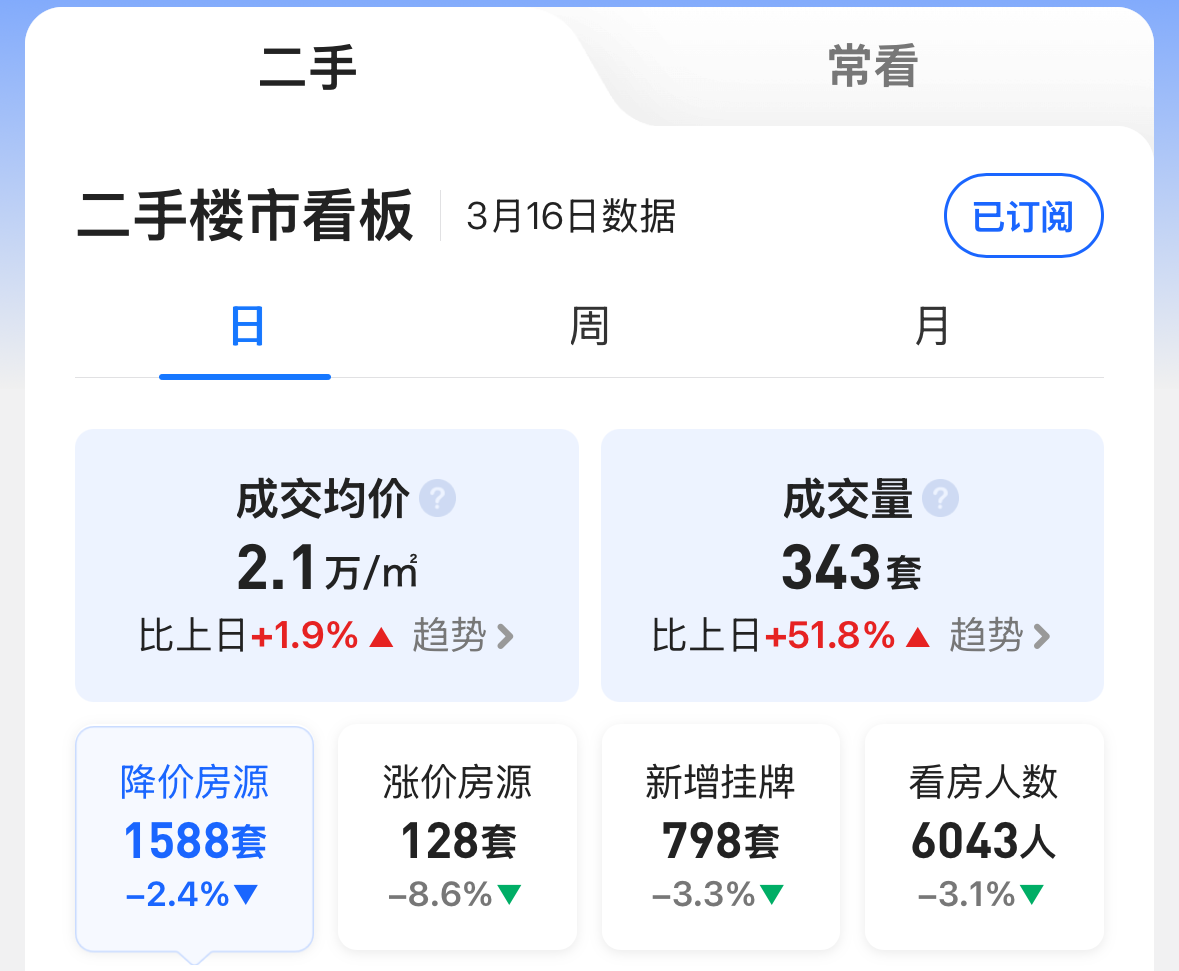 二手
常看
二手楼市看板
3月16日数据
已订阅
日
周
月
成交均价 ?
2.1万/㎡
比上日+1.9%▲ 趋势 >
成交量 ?
343套
比上日+51.8%▲ 趋势 >
降价房源
1588套
–2.4%▼
涨价房源
128套
–8.6%▼
新增挂牌
798套
–3.3%▼
看房人数
6043人
–3.1%▼